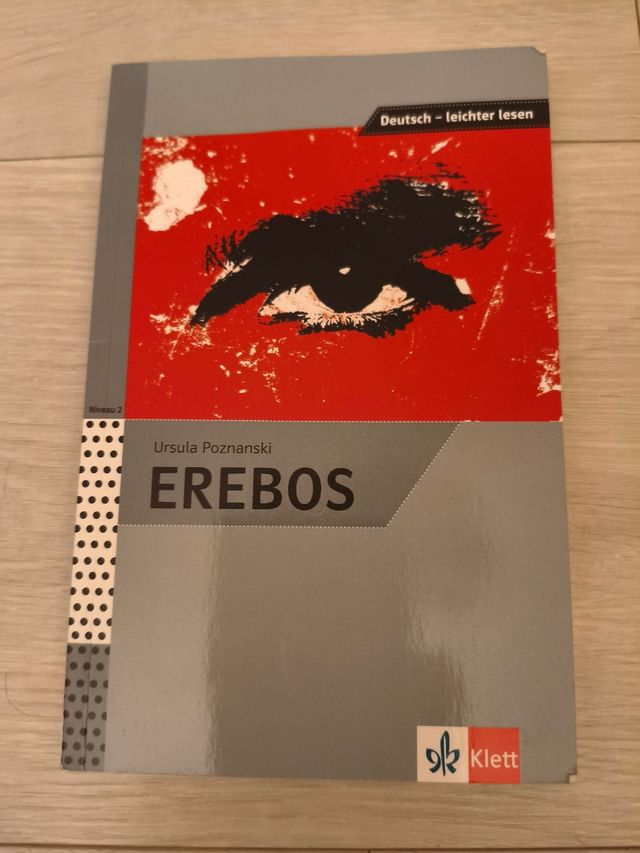 Deutsch – leichter lesen
Niveau 2
Ursula Poznanski
EREBOS
Klett